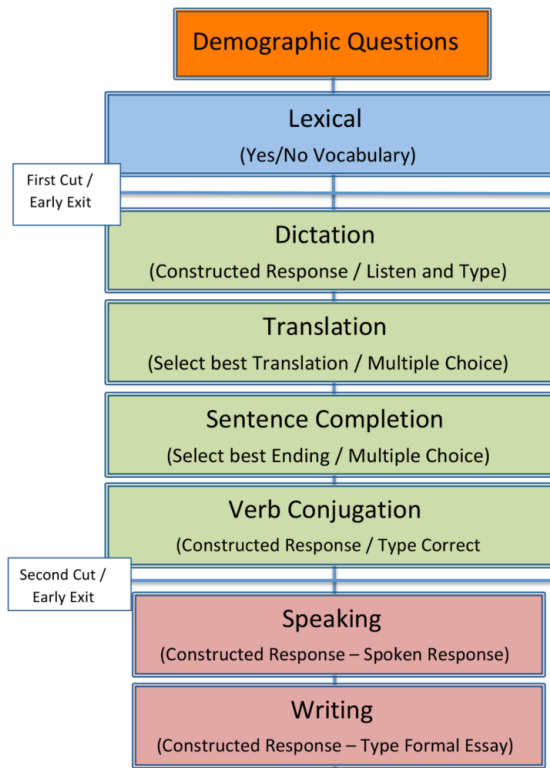 Demographic Questions
Lexical
(Yes/No Vocabulary)
First Cut /
Early Exit
Dictation
(Constructed Response / Listen and Type)
Translation
(Select best Translation / Multiple Choice)
Sentence Completion
(Select best Ending / Multiple Choice)
Verb Conjugation
(Constructed Response / Type Correct
Second Cut /
Early Exit
Speaking
(Constructed Response – Spoken Response)
Writing
(Constructed Response – Type Formal Essay)